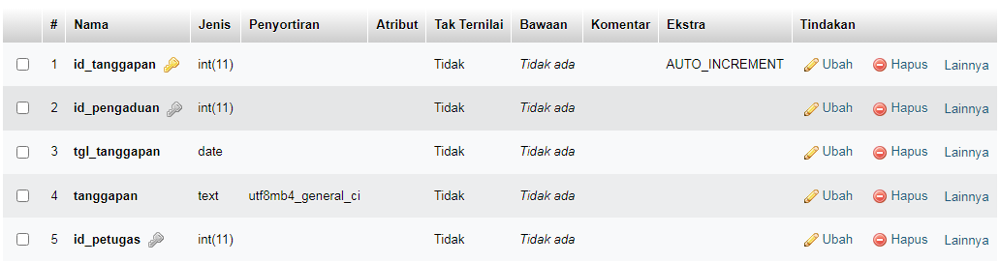 # Nama Jenis Penyortiran Atribut Tak Ternilai Bawaan Komentar Ekstra Tindakan
1 id_tanggapan int(11) Tidak Tidak ada AUTO_INCREMENT Ubah Hapus Lainnya
2 id_pengaduan int(11) Tidak Tidak ada Ubah Hapus Lainnya
3 tgl_tanggapan date Tidak Tidak ada Ubah Hapus Lainnya
4 tanggapan text utf8mb4_general_ci Tidak Tidak ada Ubah Hapus Lainnya
5 id_petugas int(11) Tidak Tidak ada Ubah Hapus Lainnya